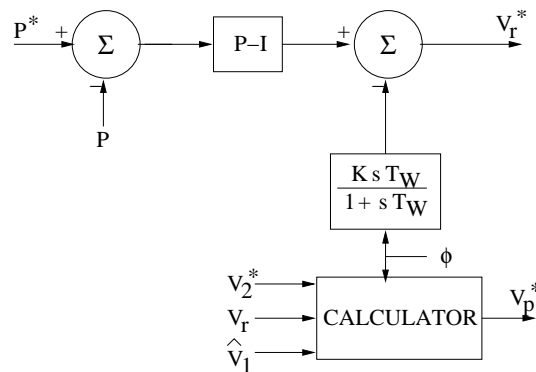 P* + Σ P−I + Σ V_r*
− −
P
K s T_W
1 + s T_W
ϕ
V_2*
V_r CALCULATOR V_p*
V̂_1